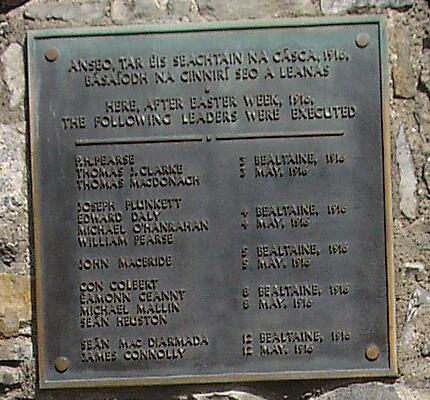 ANSEO, TAR ÉIS SEACHTAIN NA CÁSCA, 1916,
BÁSAÍODH NA CINNIRÍ SEO A LEANAS
HERE, AFTER EASTER WEEK, 1916,
THE FOLLOWING LEADERS WERE EXECUTED
P.H. PEARSE 3 BEALTAINE, 1916
THOMAS J. CLARKE 3 MAY, 1916
THOMAS MACDONAGH
JOSEPH PLUNKETT
EDWARD DALY 4 BEALTAINE, 1916
MICHAEL O'HANRAHAN 4 MAY, 1916
WILLIAM PEARSE
5 BEALTAINE, 1916
JOHN MACBRIDE 5 MAY, 1916
CON COLBERT
EAMONN CEANNT 8 BEALTAINE, 1916
MICHAEL MALLIN 8 MAY, 1916
SEÁN HEUSTON
SEÁN MAC DIARMADA 12 BEALTAINE, 1916
JAMES CONNOLLY 12 MAY, 1916